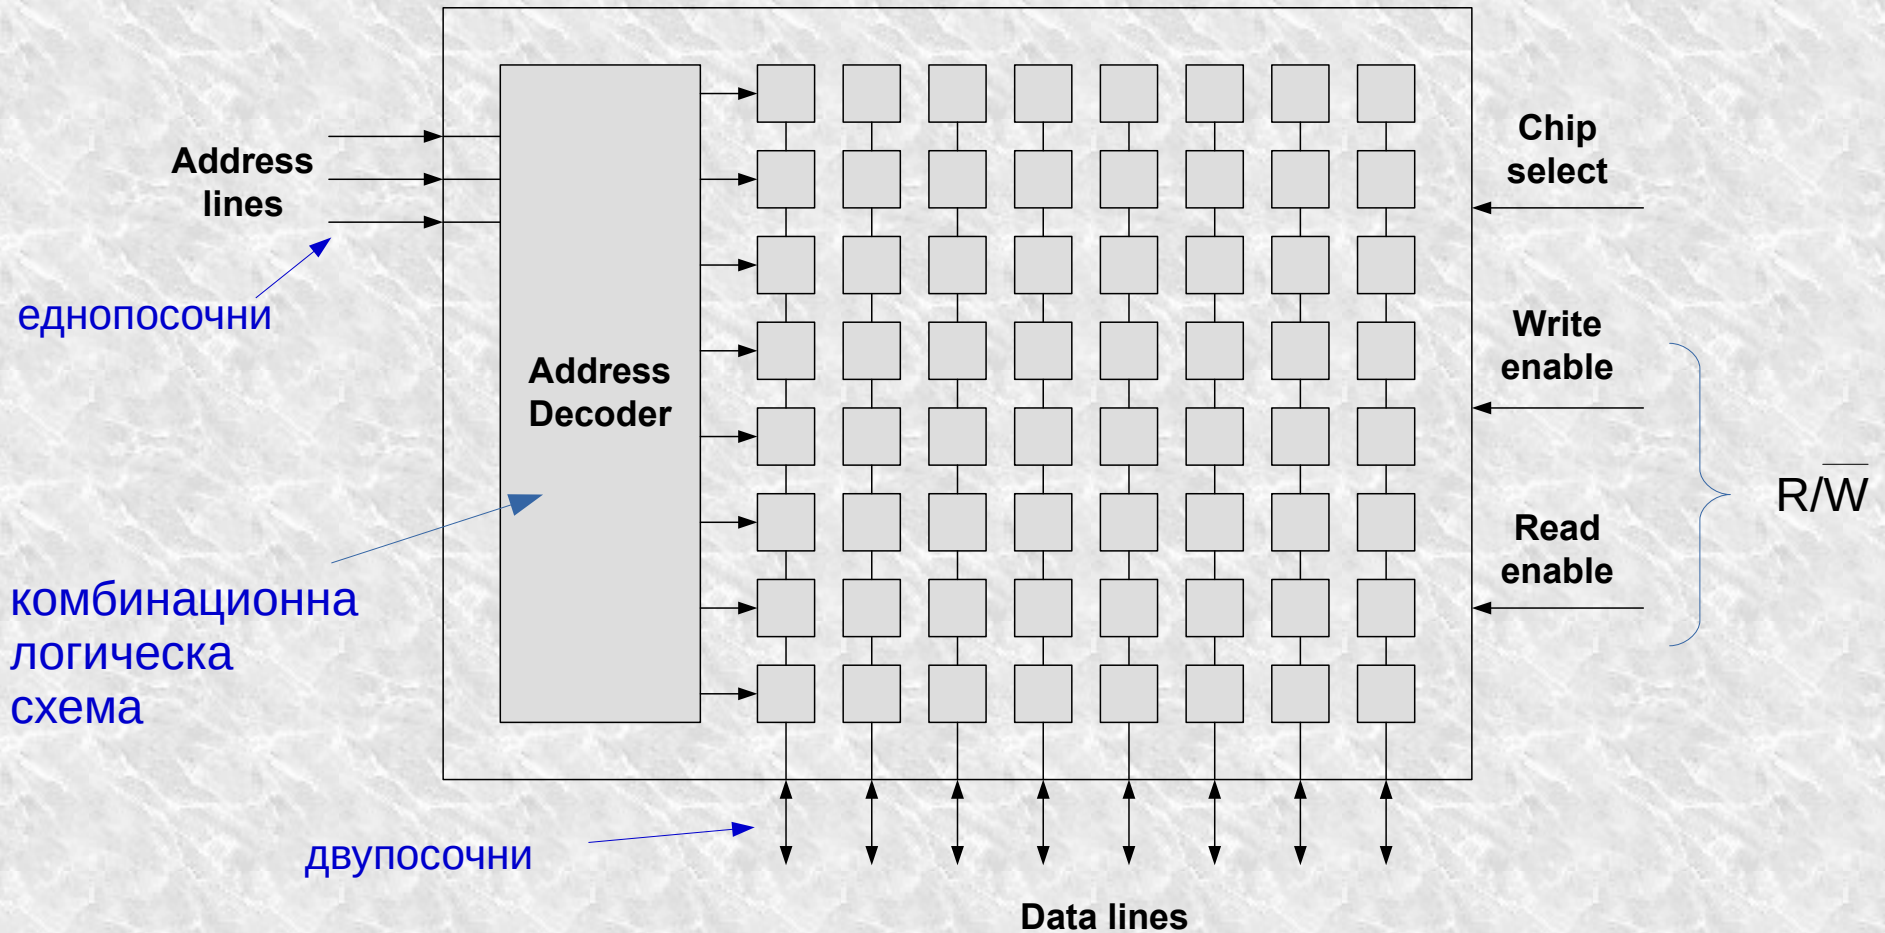 Address
lines
еднопосочни
Address
Decoder
комбинационна
логическа
схема
двупосочни
Data lines
Chip
select
Write
enable
Read
enable
R/W̅